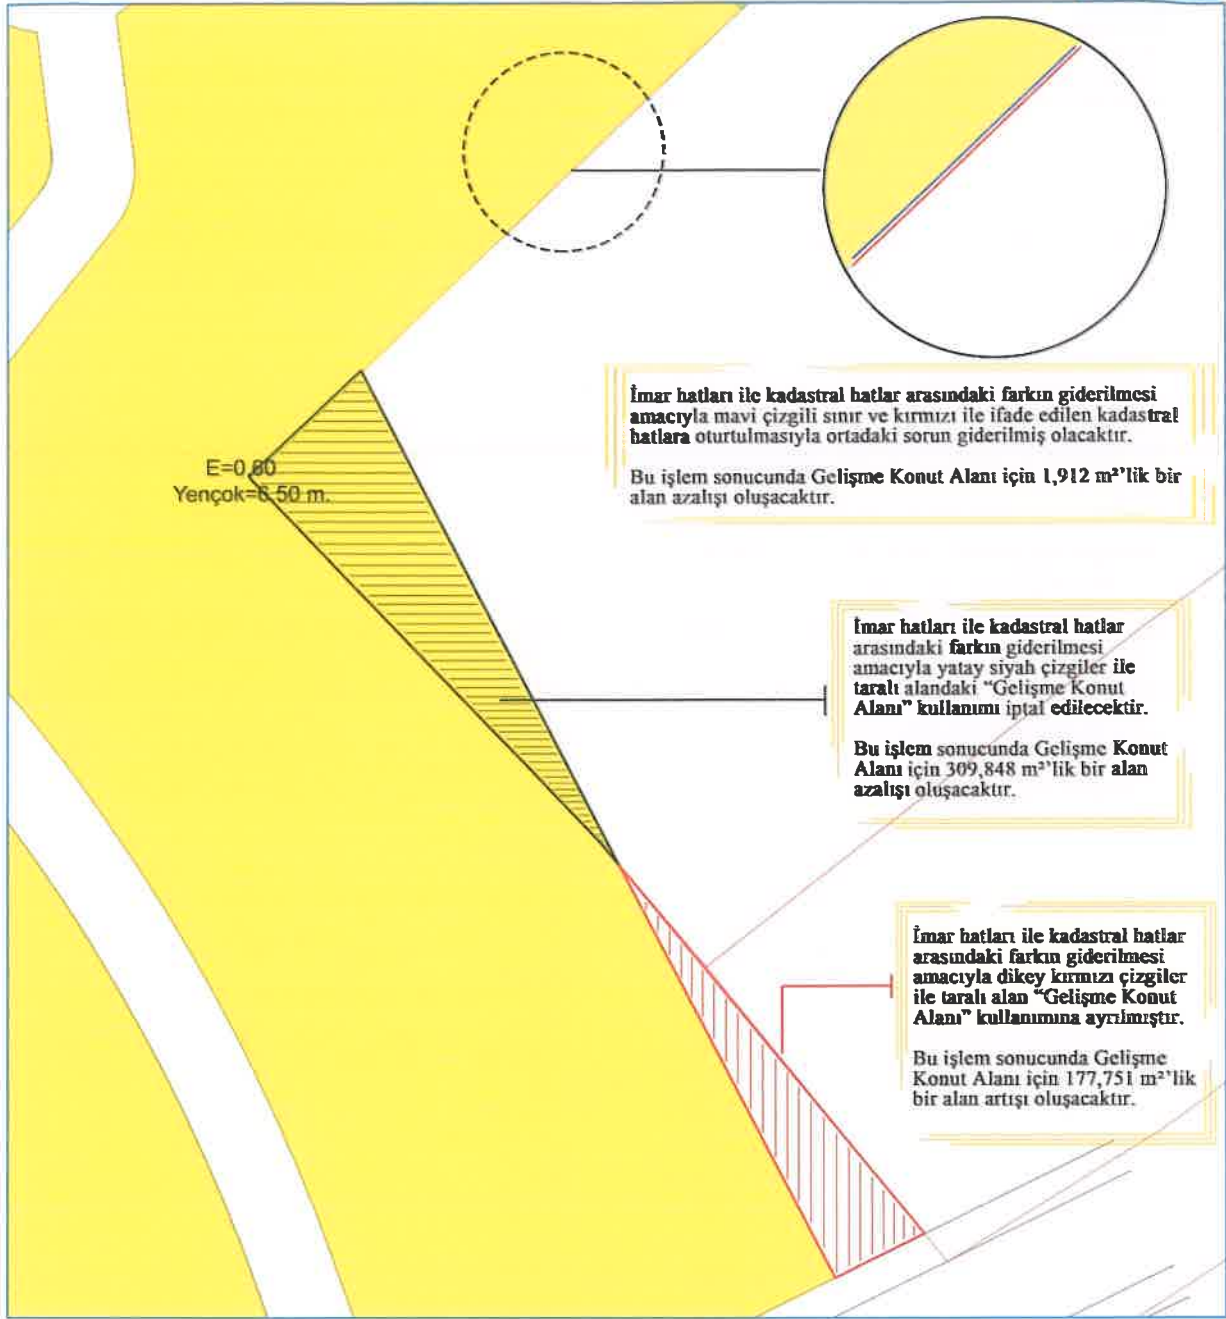 İmar hatları ile kadastral hatlar arasındaki farkın giderilmesi
amacıyla mavi çizgili sınır ve kırmızı ile ifade edilen kadastral
hatlara oturtulmasıyla ortadaki sorun giderilmiş olacaktır.
Bu işlem sonucunda Gelişme Konut Alanı için 1,912 m²'lik bir
alan azalışı oluşacaktır.
E=0,60
Yençok=6.50 m.
İmar hatları ile kadastral hatlar
arasındaki farkın giderilmesi
amacıyla yatay siyah çizgiler ile
taralı alandaki “Gelişme Konut
Alanı” kullanımı iptal edilecektir.
Bu işlem sonucunda Gelişme Konut
Alanı için 309,848 m²'lik bir alan
azalışı oluşacaktır.
İmar hatları ile kadastral hatlar
arasındaki farkın giderilmesi
amacıyla dikey kırmızı çizgiler
ile taralı alan “Gelişme Konut
Alanı” kullanımına ayrılmıştır.
Bu işlem sonucunda Gelişme
Konut Alanı için 177,751 m²'lik
bir alan artışı oluşacaktır.